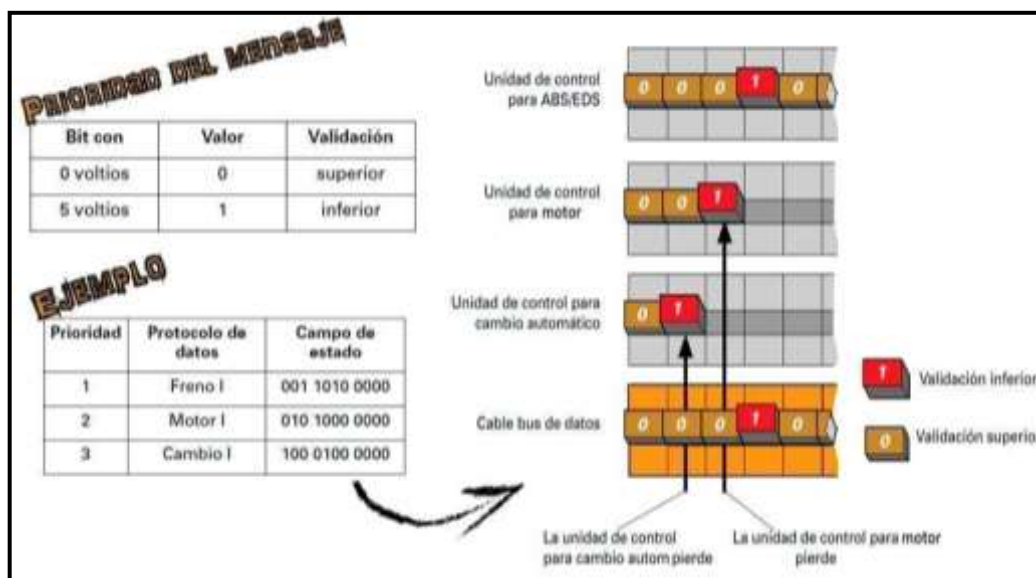 PRIORIDAD DEL MENSAJE
Bit con Valor Validación
0 voltios 0 superior
5 voltios 1 inferior
EJEMPLO
Prioridad Protocolo de datos Campo de estado
1 Freno I 001 1010 0000
2 Motor I 010 1000 0000
3 Cambio I 100 0100 0000
Unidad de control
para ABS/EDS
0 0 0 1 0
Unidad de control
para motor
0 0 1
Unidad de control para
cambio automático
0 1
Cable bus de datos
0 0 0 1 0
1 Validación inferior
0 Validación superior
La unidad de control
para cambio autom pierde
La unidad de control para motor
pierde